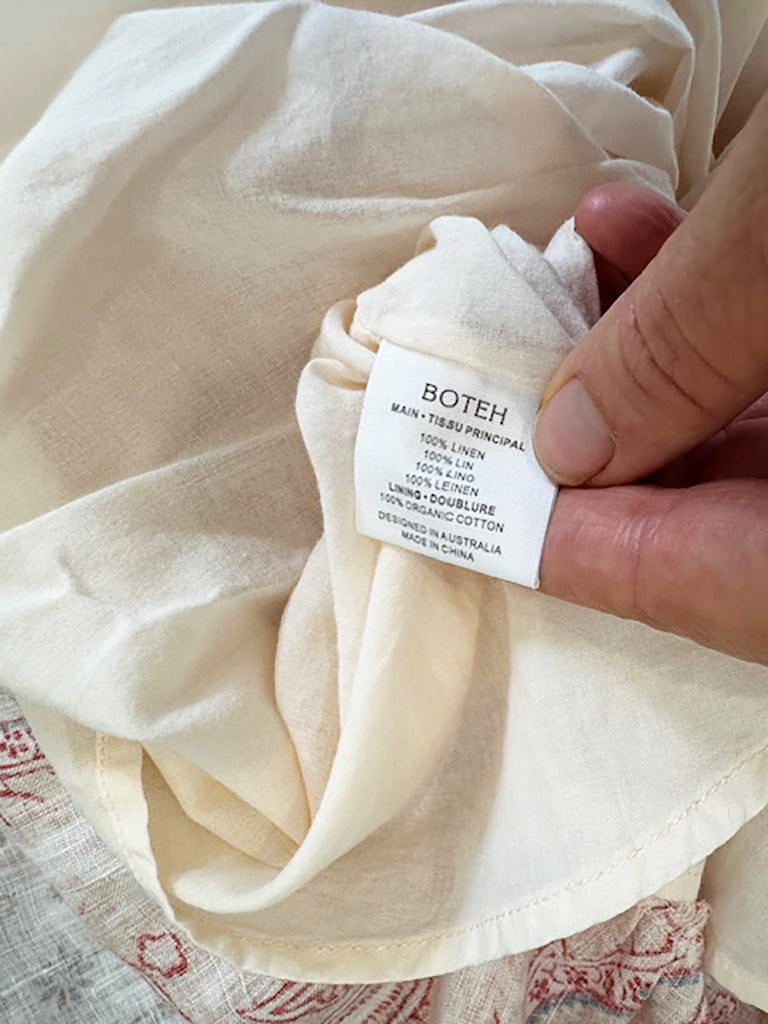 BOTEH
MAIN • TISSU PRINCIPAL
100% LINEN
100% LIN
100% LINO
100% LEINEN
LINING • DOUBLURE
100% ORGANIC COTTON
DESIGNED IN AUSTRALIA
MADE IN CHINA